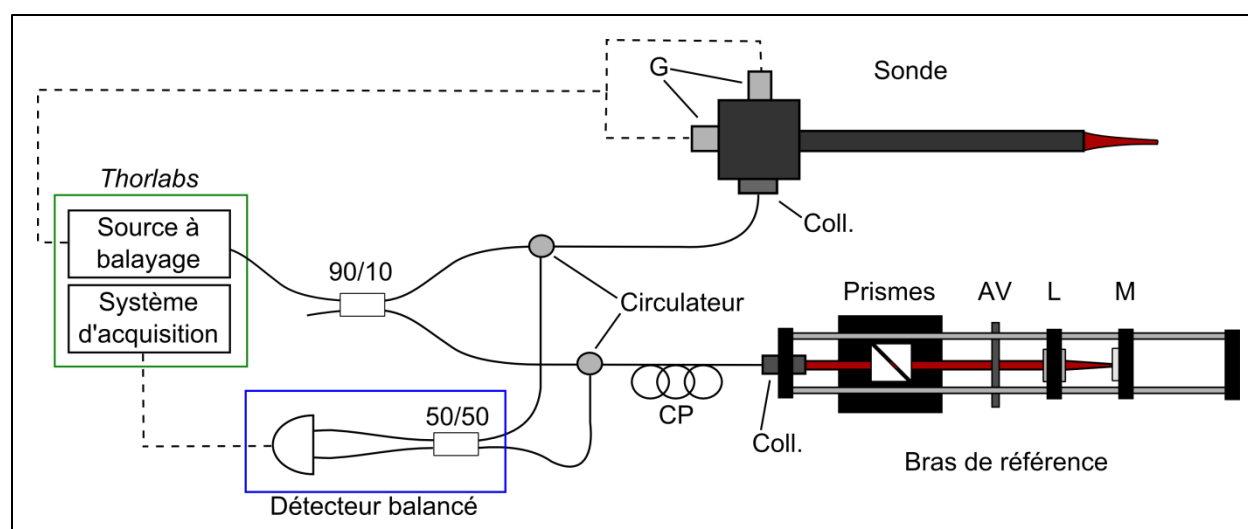 G
Sonde
Thorlabs
Source à
balayage
Système
d'acquisition
90/10
Coll.
Circulateur
Prismes
AV
L
M
50/50
CP
Coll.
Bras de référence
Détecteur balancé